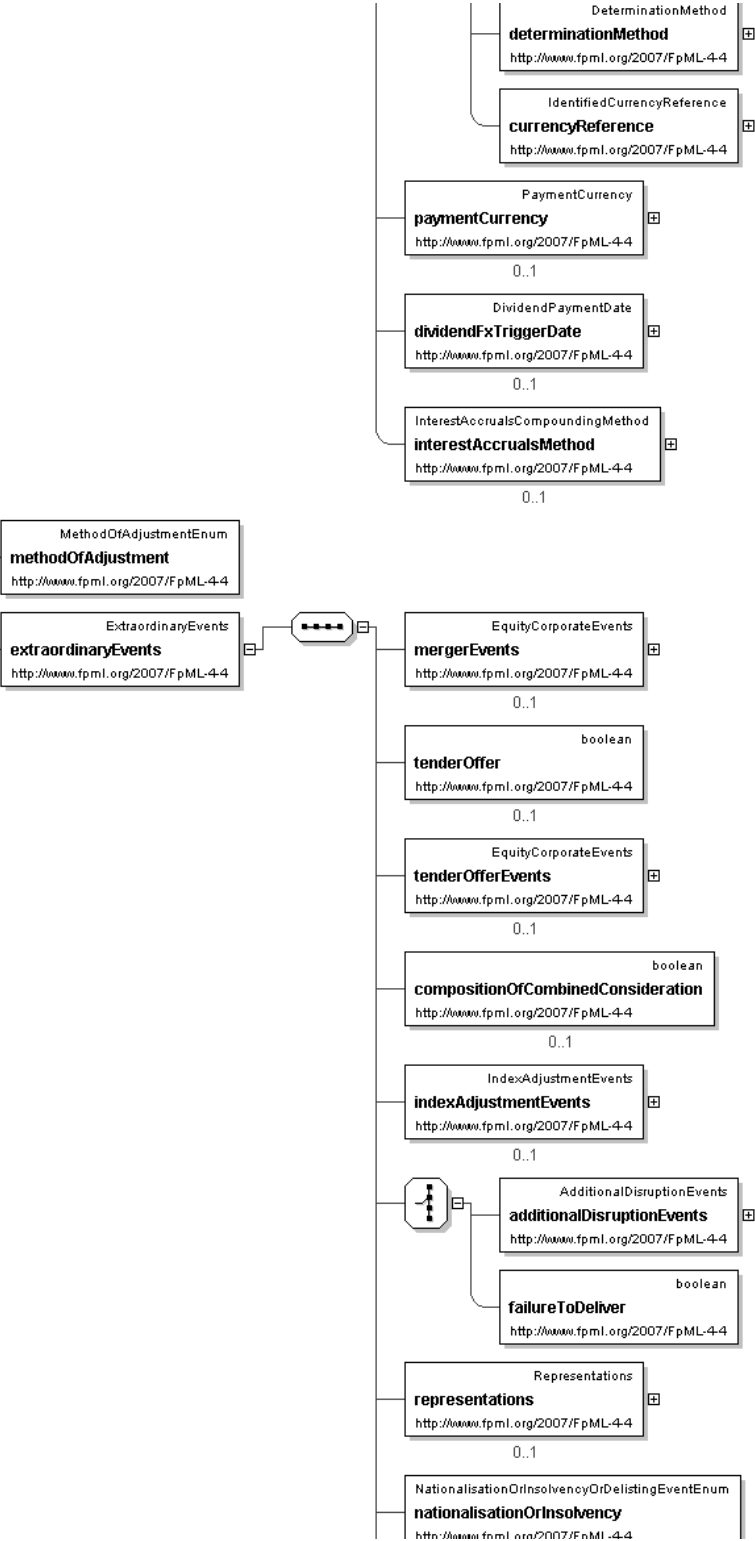 DeterminationMethod
determinationMethod
http://www.fpml.org/2007/FpML-4-4
IdentifiedCurrencyReference
currencyReference
http://www.fpml.org/2007/FpML-4-4
PaymentCurrency
paymentCurrency
http://www.fpml.org/2007/FpML-4-4
0..1
DividendPaymentDate
dividendFxTriggerDate
http://www.fpml.org/2007/FpML-4-4
0..1
InterestAccrualsCompoundingMethod
interestAccrualsMethod
http://www.fpml.org/2007/FpML-4-4
0..1
MethodOfAdjustmentEnum
methodOfAdjustment
http://www.fpml.org/2007/FpML-4-4
ExtraordinaryEvents
extraordinaryEvents
http://www.fpml.org/2007/FpML-4-4
EquityCorporateEvents
mergerEvents
http://www.fpml.org/2007/FpML-4-4
0..1
boolean
tenderOffer
http://www.fpml.org/2007/FpML-4-4
0..1
EquityCorporateEvents
tenderOfferEvents
http://www.fpml.org/2007/FpML-4-4
0..1
boolean
compositionOfCombinedConsideration
http://www.fpml.org/2007/FpML-4-4
0..1
IndexAdjustmentEvents
indexAdjustmentEvents
http://www.fpml.org/2007/FpML-4-4
0..1
AdditionalDisruptionEvents
additionalDisruptionEvents
http://www.fpml.org/2007/FpML-4-4
boolean
failureToDeliver
http://www.fpml.org/2007/FpML-4-4
Representations
representations
http://www.fpml.org/2007/FpML-4-4
0..1
NationalisationOrInsolvencyOrDelistingEventEnum
nationalisationOrInsolvency
http://www.fpml.org/2007/FpML-4-4